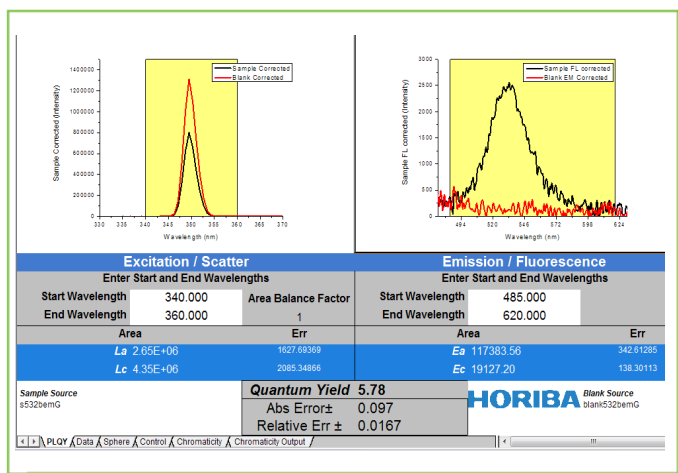 Sample Corrected
Blank Corrected
Sample Corrected (Intensity)
1400000
1200000
1000000
800000
600000
400000
200000
0
330 335 340 345 350 355 360 365 370
Wavelength (nm)
Sample FL corrected
Blank EM Corrected
Sample FL corrected (Intensity)
3000
2500
2000
1500
1000
500
0
494 520 546 572 598 624
Wavelength (nm)
Excitation / Scatter
Enter Start and End Wavelengths
Start Wavelength 340.000 Area Balance Factor
End Wavelength 360.000 1
Area Err
La 2.65E+06 1627.69369
Lc 4.35E+06 2085.34866
Emission / Fluorescence
Enter Start and End Wavelengths
Start Wavelength 485.000
End Wavelength 620.000
Area Err
Ea 117383.56 342.61285
Ec 19127.20 138.30113
Sample Source
s532bemG
Quantum Yield 5.78
Abs Error± 0.097
Relative Err ± 0.0167
HORIBA
Blank Source
blank532bemG
PLQY Data Sphere Control Chromaticity Chromaticity Output